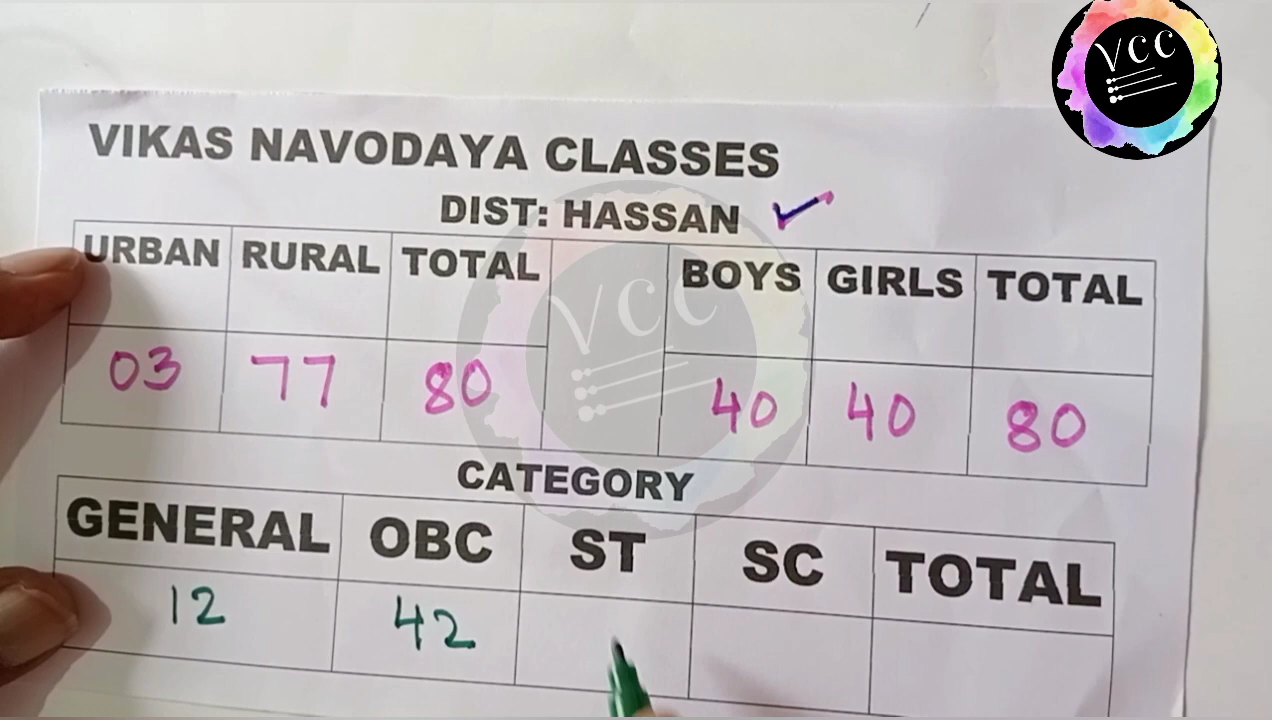 VCC
VIKAS NAVODAYA CLASSES
DIST: HASSAN
URBAN RURAL TOTAL BOYS GIRLS TOTAL
03 77 80 40 40 80
VCC
CATEGORY
GENERAL OBC ST SC TOTAL
12 42